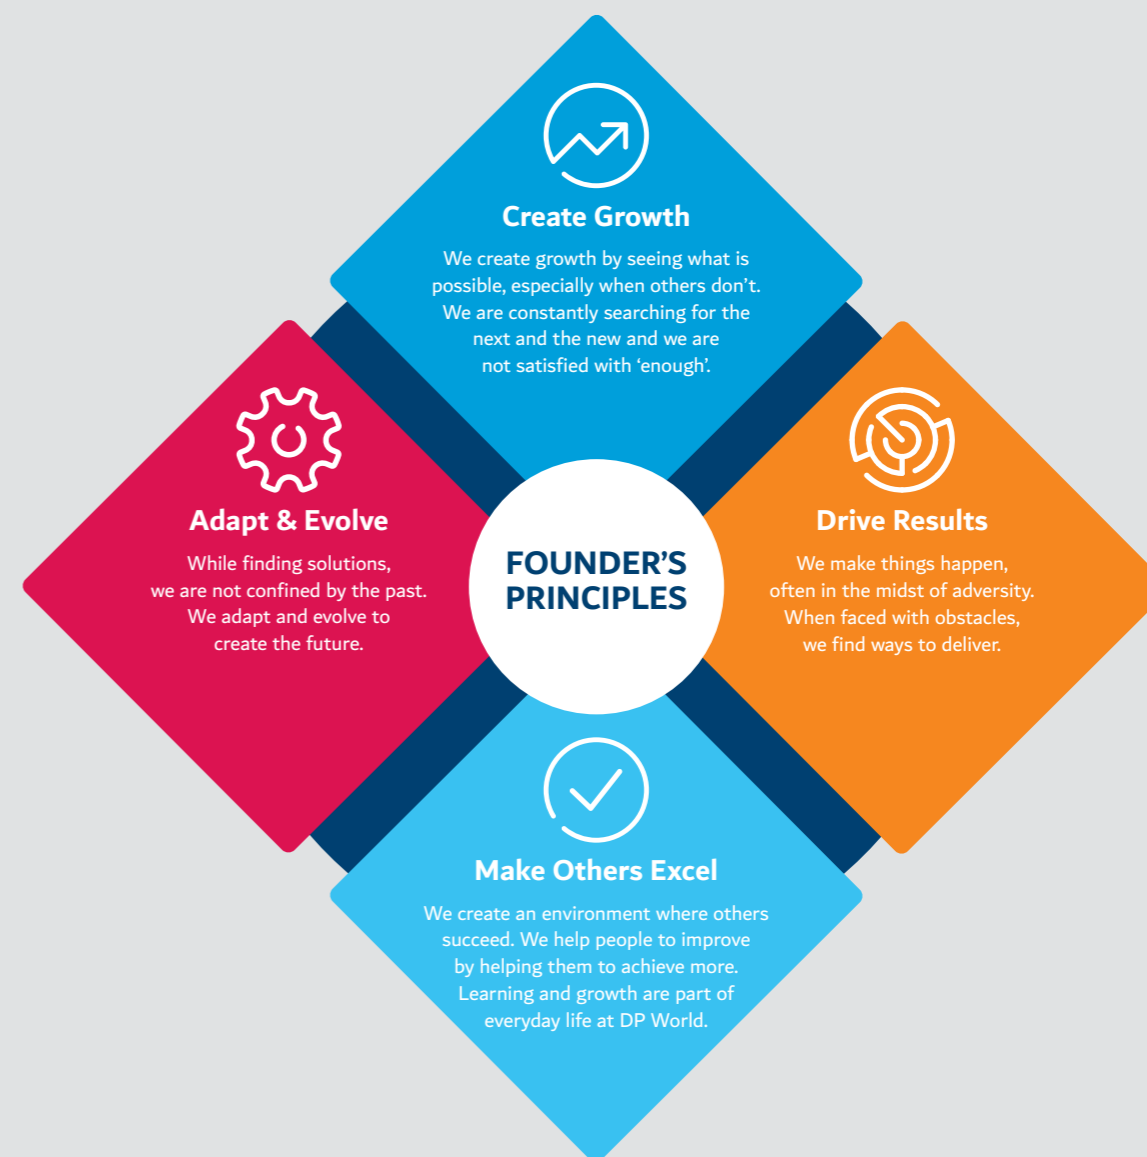 Create Growth
We create growth by seeing what is
possible, especially when others don’t.
We are constantly searching for the
next and the new and we are
not satisfied with ‘enough’.
Adapt & Evolve
While finding solutions,
we are not confined by the past.
We adapt and evolve to
create the future.
FOUNDER’S
PRINCIPLES
Drive Results
We make things happen,
often in the midst of adversity.
When faced with obstacles,
we find ways to deliver.
Make Others Excel
We create an environment where others
succeed. We help people to improve
by helping them to achieve more.
Learning and growth are part of
everyday life at DP World.